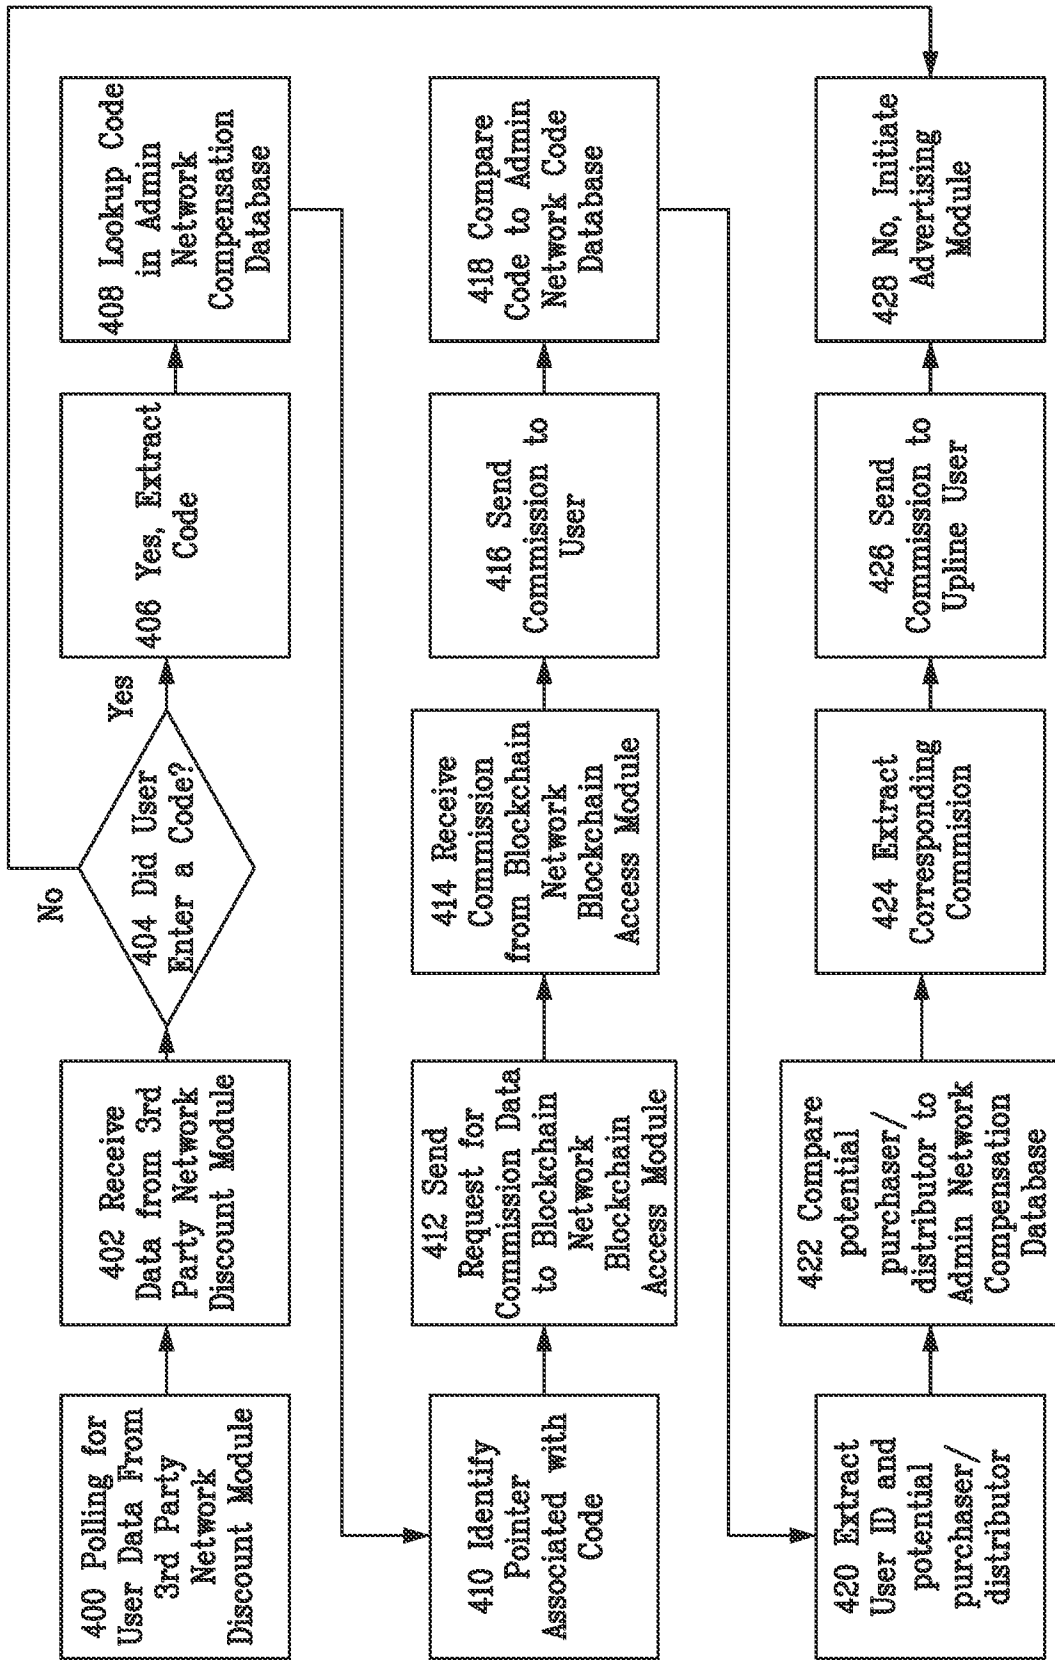 400 Polling for
User Data From
3rd Party
Network
Discount Module
402 Receive
Data from 3rd
Party Network
Discount Module
404 Did User
Enter a Code?
No
Yes
406 Yes, Extract
Code
408 Lookup Code
in Admin
Network
Compensation
Database
410 Identify
Pointer
Associated with
Code
412 Send
Request for
Commission Data
to Blockchain
Network
Blockchain
Access Module
414 Receive
Commission
from Blockchain
Network
Blockchain
Access Module
416 Send
Commission to
User
418 Compare
Code to Admin
Network Code
Database
420 Extract
User ID and
potential
purchaser/
distributor
422 Compare
potential
purchaser/
distributor to
Admin Network
Compensation
Database
424 Extract
Corresponding
Commision
426 Send
Commission to
Upline User
428 No, Initiate
Advertising
Module